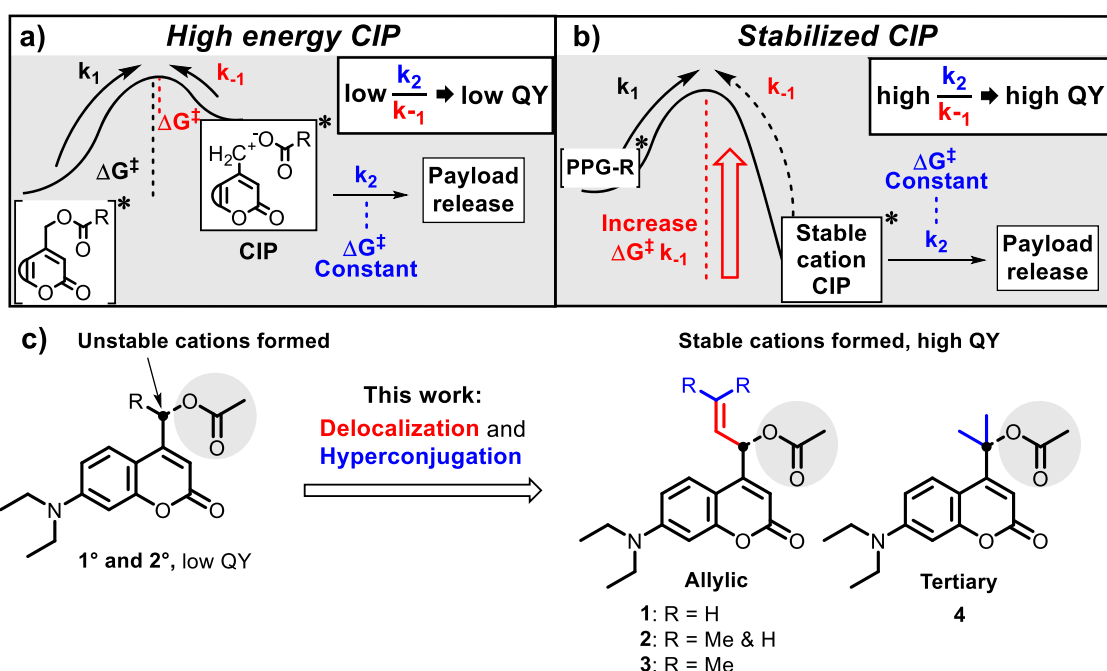 a) High energy CIP
k1
k-1
low k2/k-1 ➡ low QY
ΔG‡
ΔG‡
*
H2C+ -O R
O
O O
CIP
k2
Payload
release
ΔG‡
Constant
O R
O
O O
*
b) Stabilized CIP
k1
k-1
high k2/k-1 ➡ high QY
[PPG-R]*
Increase
ΔG‡ k-1
Stable
cation
CIP
*
ΔG‡
Constant
k2
Payload
release
c) Unstable cations formed
R O
O
N O O
1° and 2°, low QY
This work:
Delocalization and
Hyperconjugation
Stable cations formed, high QY
R R
O
O
N O O
Allylic
1: R = H
2: R = Me & H
3: R = Me
O
O
N O O
Tertiary
4